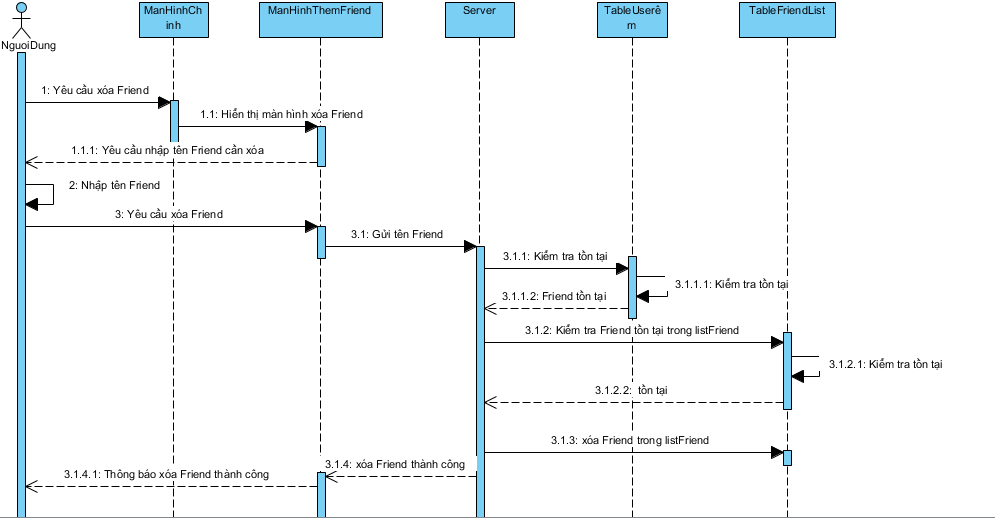 ManHinhCh
ính
ManHinhThemFriend
Server
TableUserê
m
TableFriendList
NguoiDung
1: Yêu cầu xóa Friend
1.1: Hiển thị màn hình xóa Friend
1.1.1: Yêu cầu nhập tên Friend cần xóa
2: Nhập tên Friend
3: Yêu cầu xóa Friend
3.1: Gửi tên Friend
3.1.1: Kiểm tra tồn tại
3.1.1.1: Kiểm tra tồn tại
3.1.1.2: Friend tồn tại
3.1.2: Kiểm tra Friend tồn tại trong listFriend
3.1.2.1: Kiểm tra tồn tại
3.1.2.2: tồn tại
3.1.3: xóa Friend trong listFriend
3.1.4: xóa Friend thành công
3.1.4.1: Thông báo xóa Friend thành công